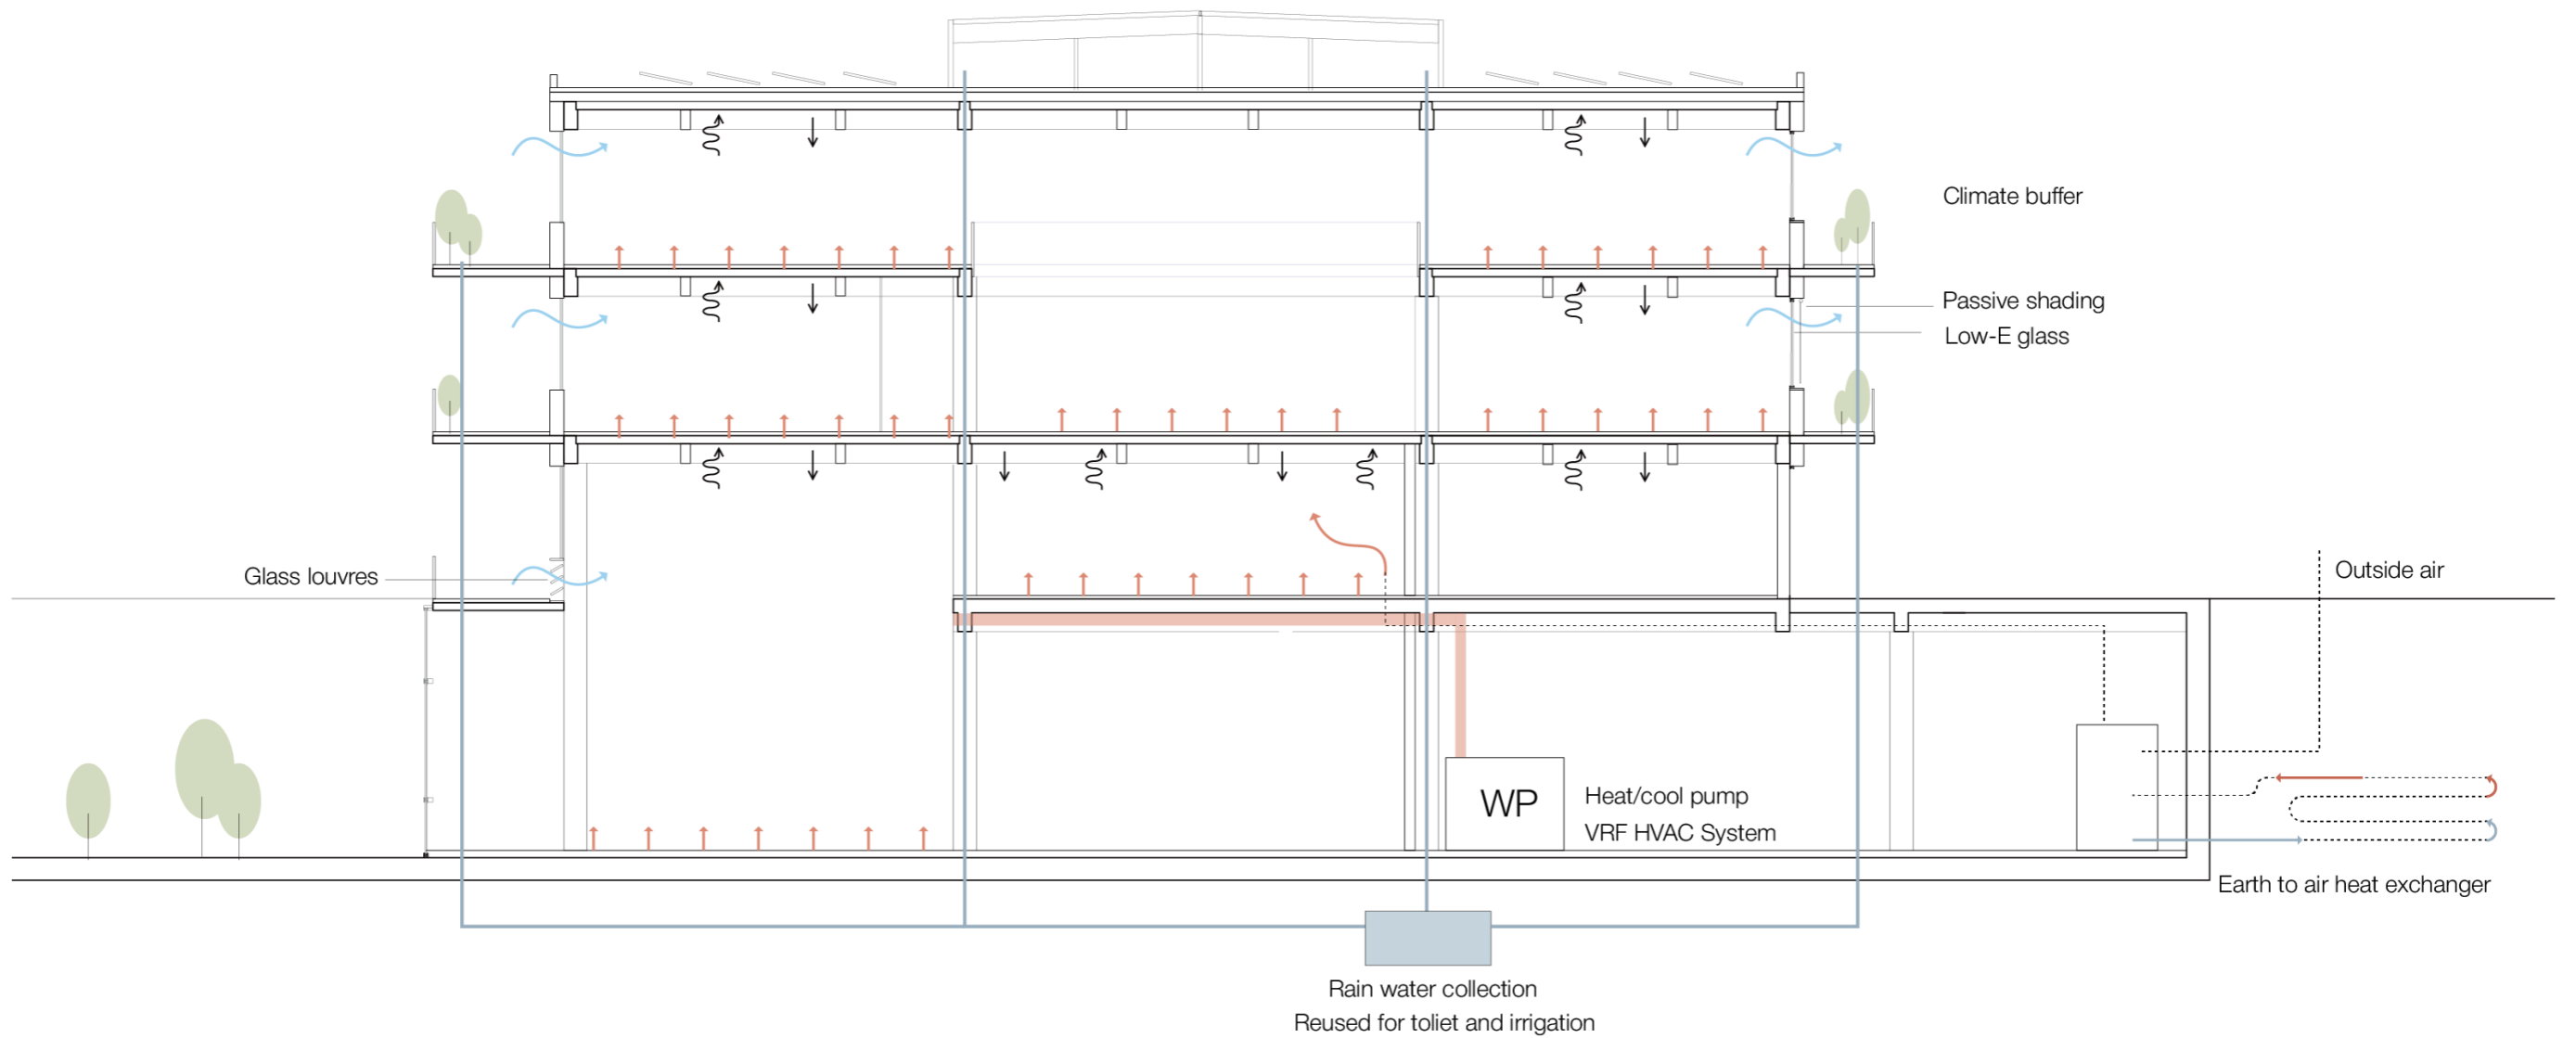 Climate buffer
Passive shading
Low-E glass
Glass louvres
Outside air
WP
Heat/cool pump
VRF HVAC System
Earth to air heat exchanger
Rain water collection
Reused for toliet and irrigation